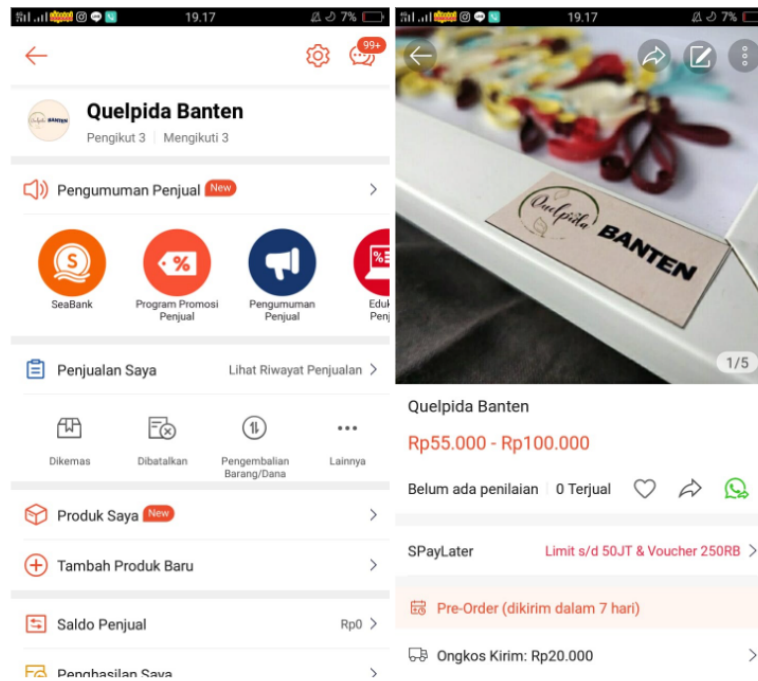 19.17
7%
99+
Quelpida Banten
Pengikut 3 Mengikuti 3
Pengumuman Penjual New
SeaBank
Program Promosi
Penjual
Pengumuman
Penjual
Penjualan Saya
Lihat Riwayat Penjualan
Dikemas
Dibatalkan
Pengembalian
Barang/Dana
Lainnya
Produk Saya New
Tambah Produk Baru
Saldo Penjual
Rp0
Penghasilan Saya
19.17
7%
Quelpida
BANTEN
1/5
Quelpida Banten
Rp55.000 - Rp100.000
Belum ada penilaian 0 Terjual
SPayLater
Limit s/d 50JT & Voucher 250RB
Pre-Order (dikirim dalam 7 hari)
Ongkos Kirim: Rp20.000